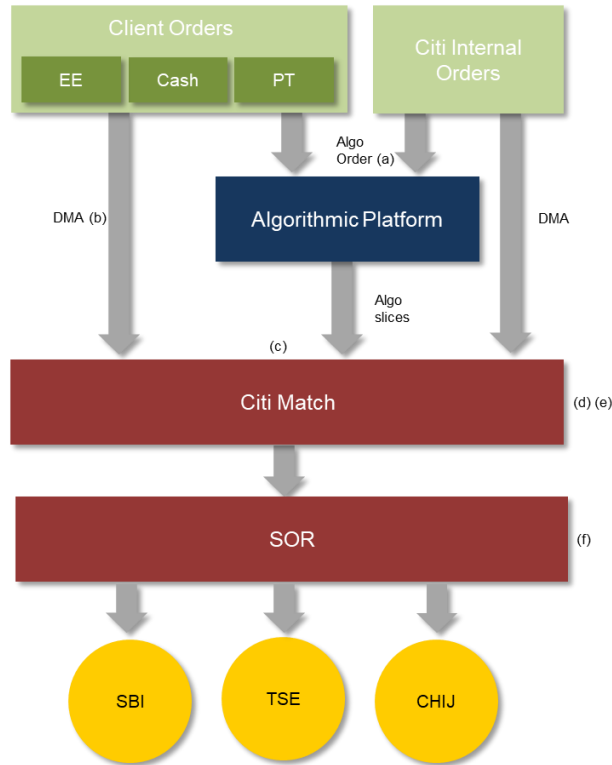 Client Orders
EE
Cash
PT
Citi Internal
Orders
Algo
Order (a)
DMA (b)
Algorithmic Platform
DMA
Algo
slices
(c)
Citi Match
(d) (e)
SOR
(f)
SBI
TSE
CHIJ